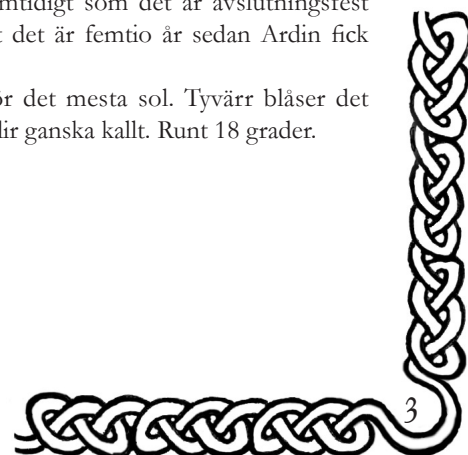 mtidigt som det är avslutningsfest
t det är femtio år sedan Ardin fick
ör det mesta sol. Tyvärr blåser det
lir ganska kallt. Runt 18 grader.
3